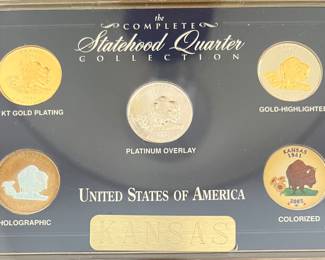 the
COMPLETE
Statehood Quarter
COLLECTION
KT GOLD PLATING
GOLD-HIGHLIGHTED
PLATINUM OVERLAY
HOLOGRAPHIC
UNITED STATES OF AMERICA
KANSAS
1861
2005
COLORIZED
KANSAS